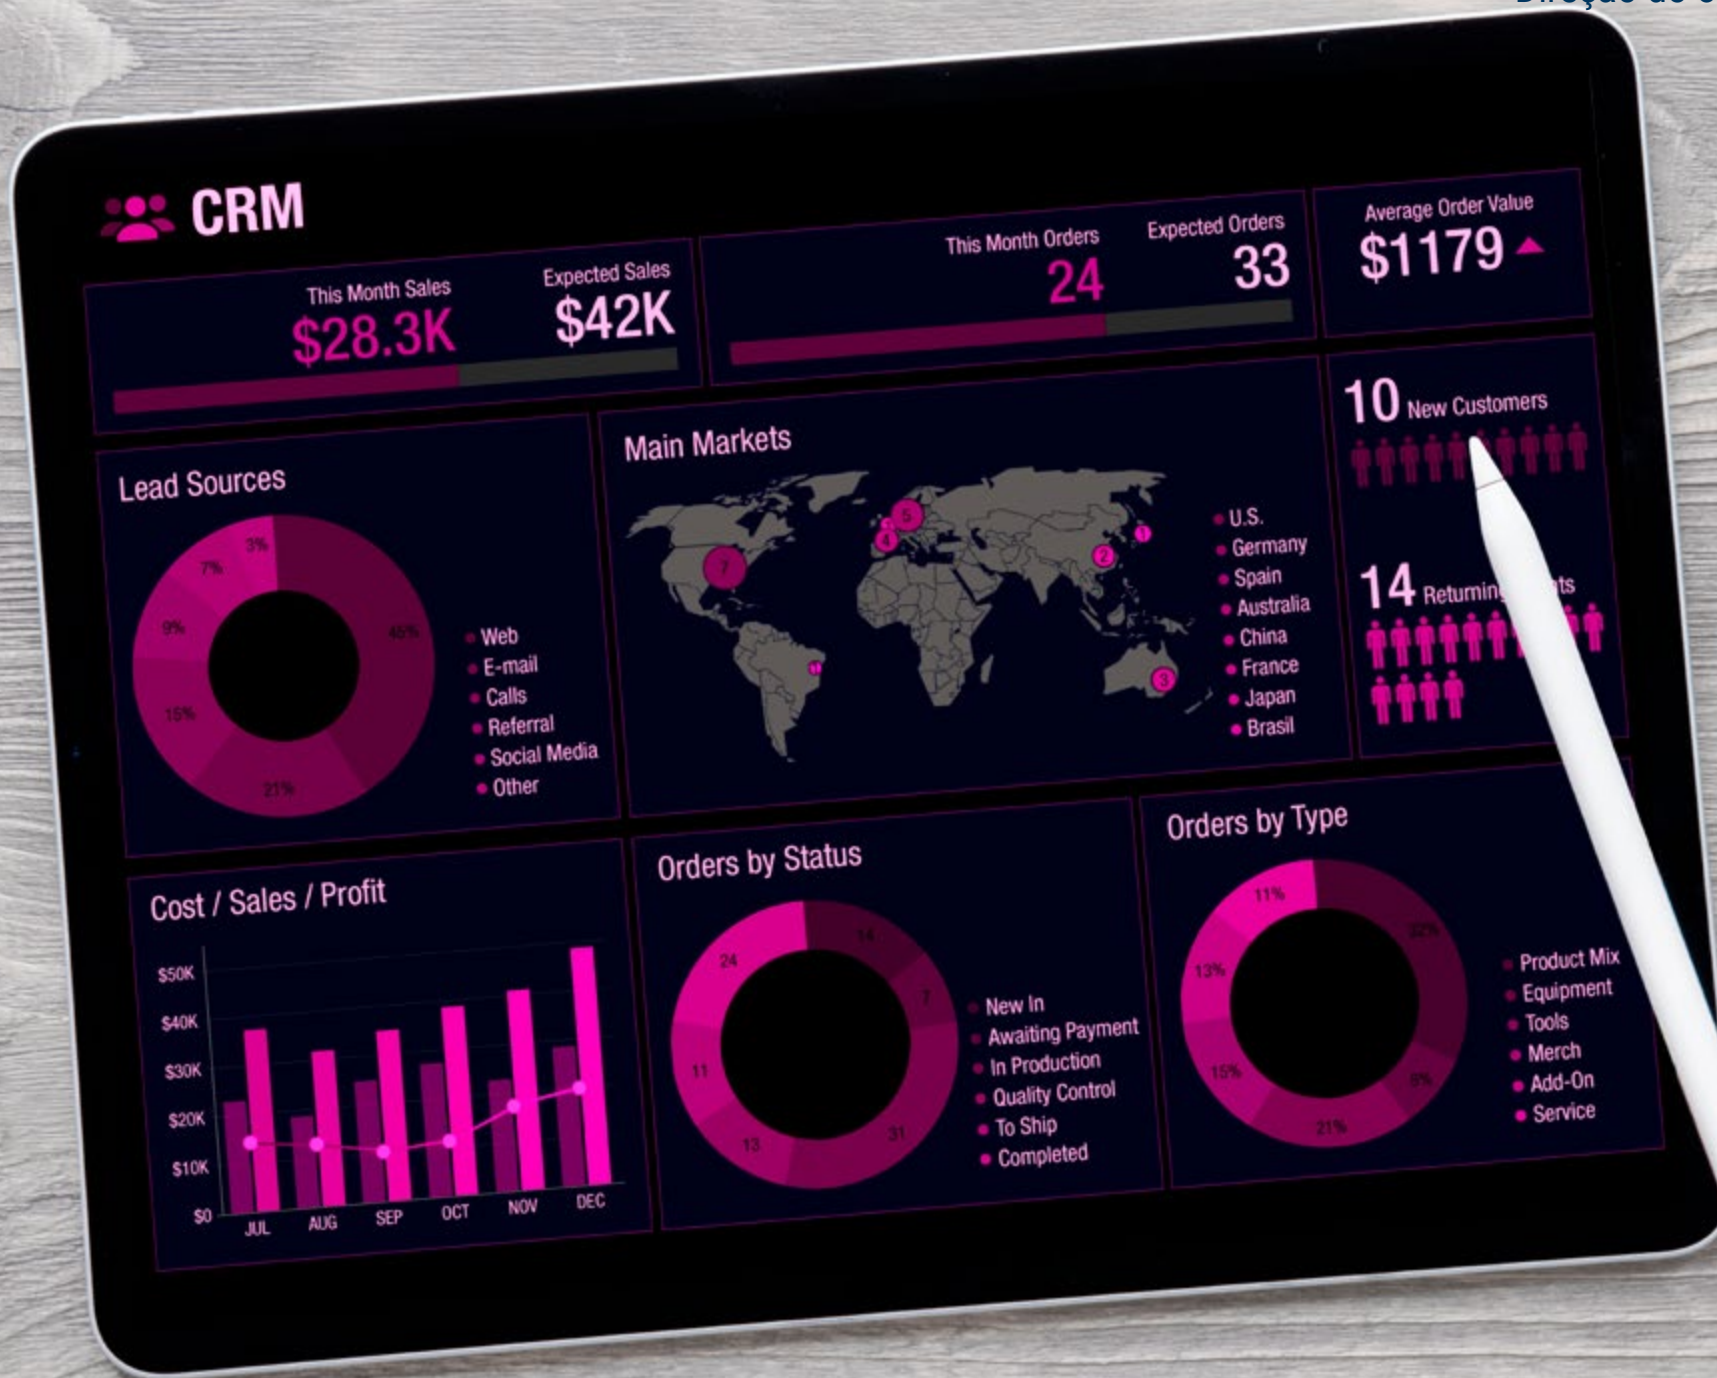 CRM
This Month Sales
$28.3K
Expected Sales
$42K
This Month Orders
24
Expected Orders
33
Average Order Value
$1179
Lead Sources
3%
7%
9%
15%
21%
45%
Web
E-mail
Calls
Referral
Social Media
Other
Main Markets
7
5
4
2
1
3
U.S.
Germany
Spain
Australia
China
France
Japan
Brasil
10 New Customers
14 Returning
Cost / Sales / Profit
$50K
$40K
$30K
$20K
$10K
$0
JUL AUG SEP OCT NOV DEC
Orders by Status
24
14
7
11
13
31
New In
Awaiting Payment
In Production
Quality Control
To Ship
Completed
Orders by Type
11%
13%
15%
21%
Product Mix
Equipment
Tools
Merch
Add-On
Service